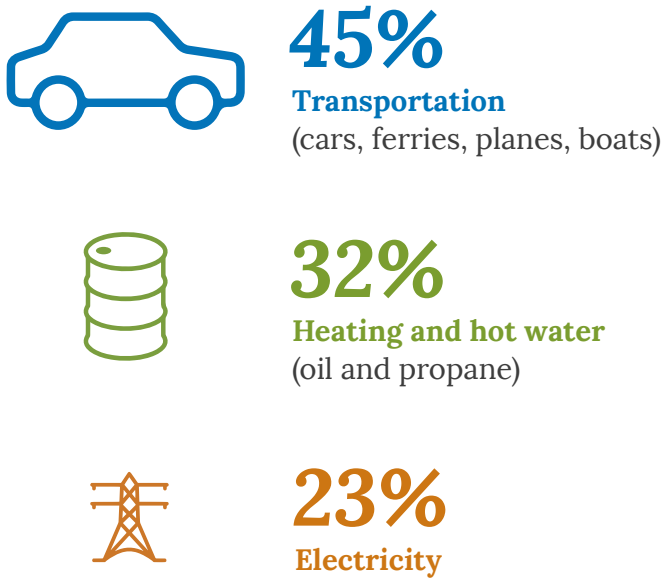 45%
Transportation
(cars, ferries, planes, boats)
32%
Heating and hot water
(oil and propane)
23%
Electricity